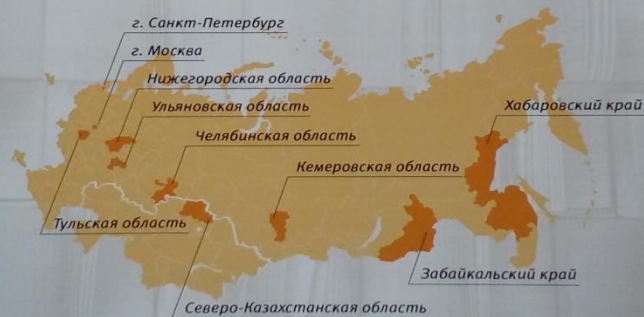 г. Санкт-Петербург
г. Москва
Нижегородская область
Ульяновская область
Хабаровский край
Челябинская область
Кемеровская область
Тульская область
Забайкальский край
Северо-Казахстанская область